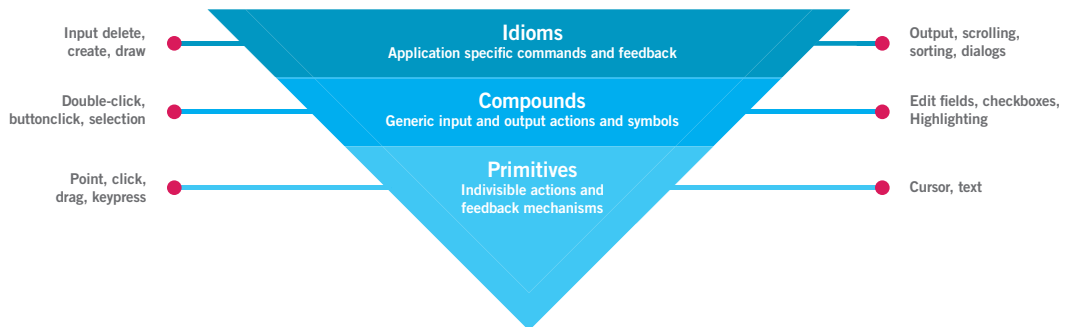 Input delete,
create, draw
Idioms
Application specific commands and feedback
Output, scrolling,
sorting, dialogs
Double-click,
buttonclick, selection
Compounds
Generic input and output actions and symbols
Edit fields, checkboxes,
Highlighting
Point, click,
drag, keypress
Primitives
Indivisible actions and
feedback mechanisms
Cursor, text